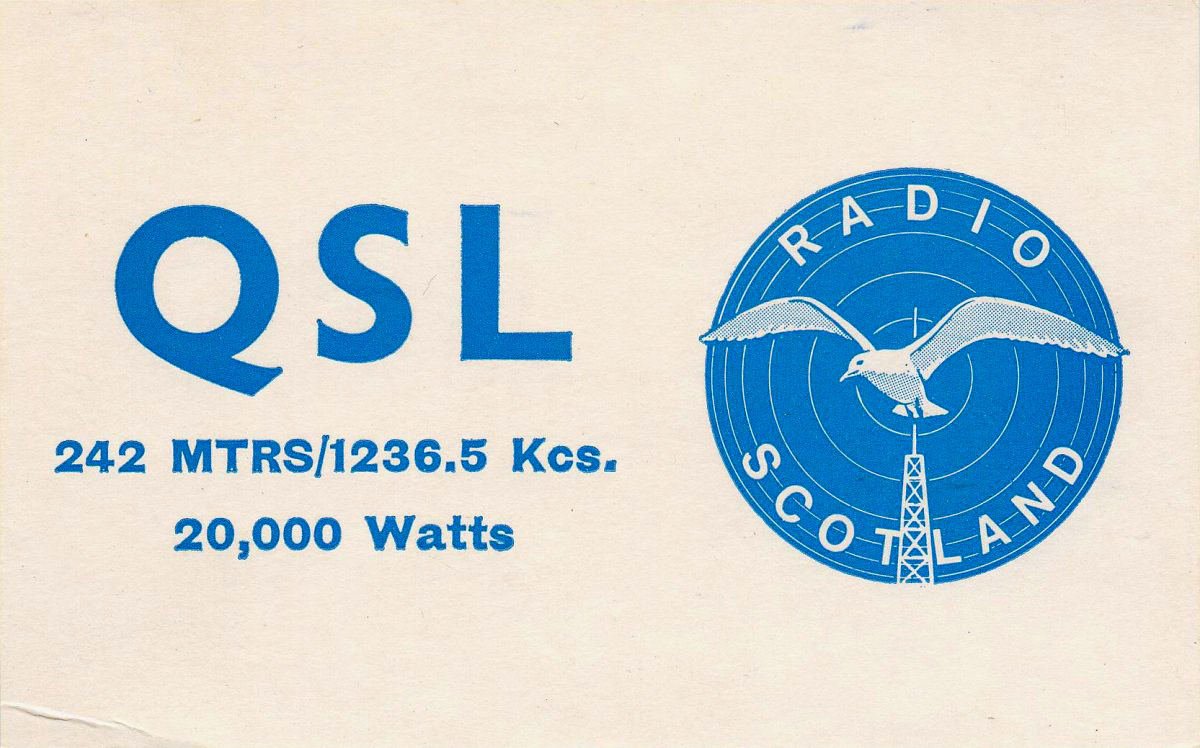 QSL
242 MTRS/1236.5 Kcs.
20,000 Watts
RADIO
SCOTLAND